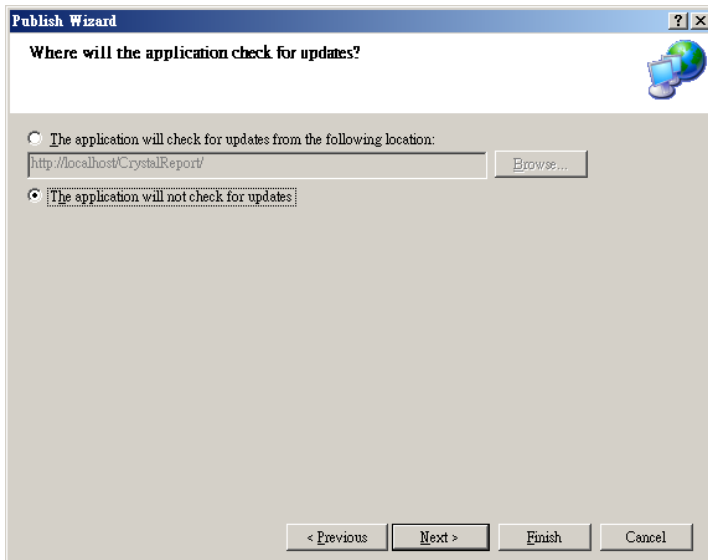 Publish Wizard
Where will the application check for updates?
The application will check for updates from the following location:
http://localhost/CrystalReport/
Browse...
The application will not check for updates
< Previous
Next >
Finish
Cancel